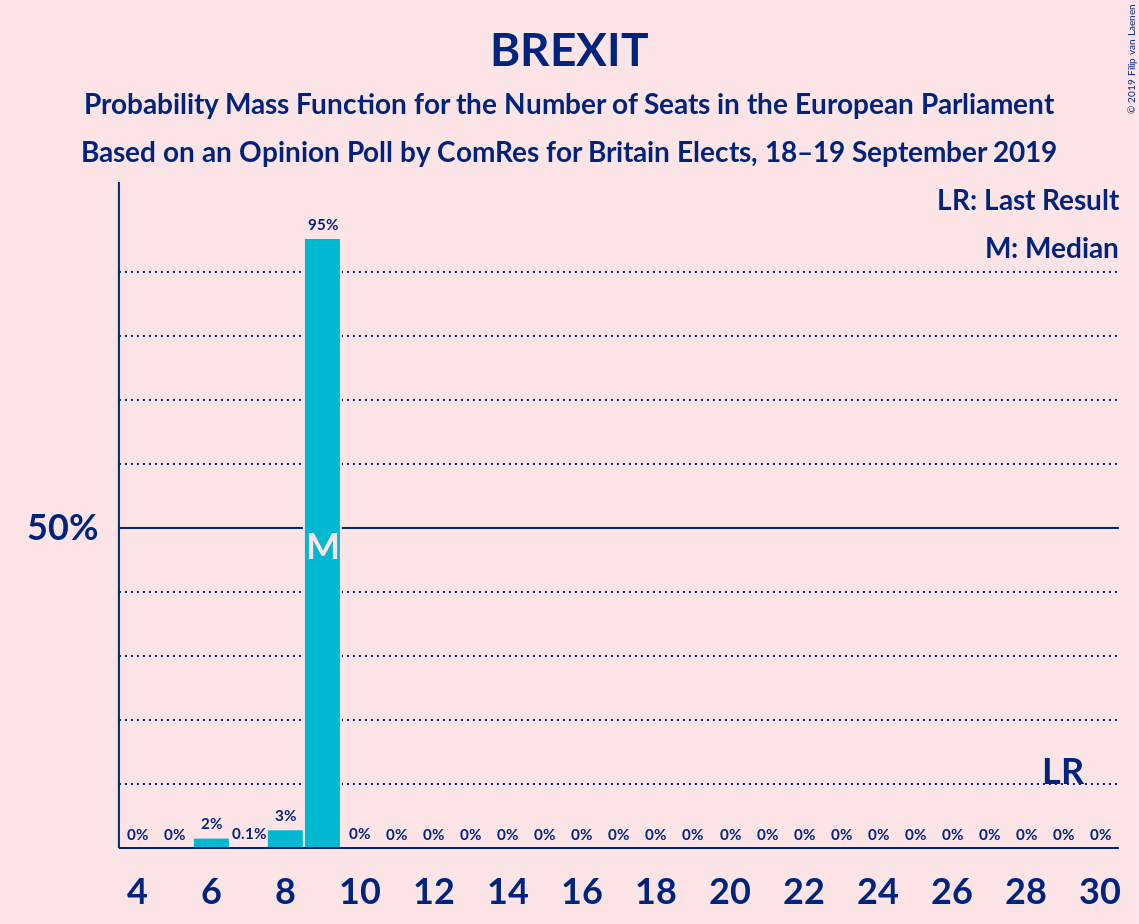 BREXIT
Probability Mass Function for the Number of Seats in the European Parliament
Based on an Opinion Poll by ComRes for Britain Elects, 18–19 September 2019
© 2019 Filip van Laenen
LR: Last Result
M: Median
95%
50%
M
LR
0% 0% 2% 0.1% 3% 0% 0% 0% 0% 0% 0% 0% 0% 0% 0% 0% 0% 0% 0% 0% 0% 0% 0% 0% 0% 0%
4 6 8 10 12 14 16 18 20 22 24 26 28 30